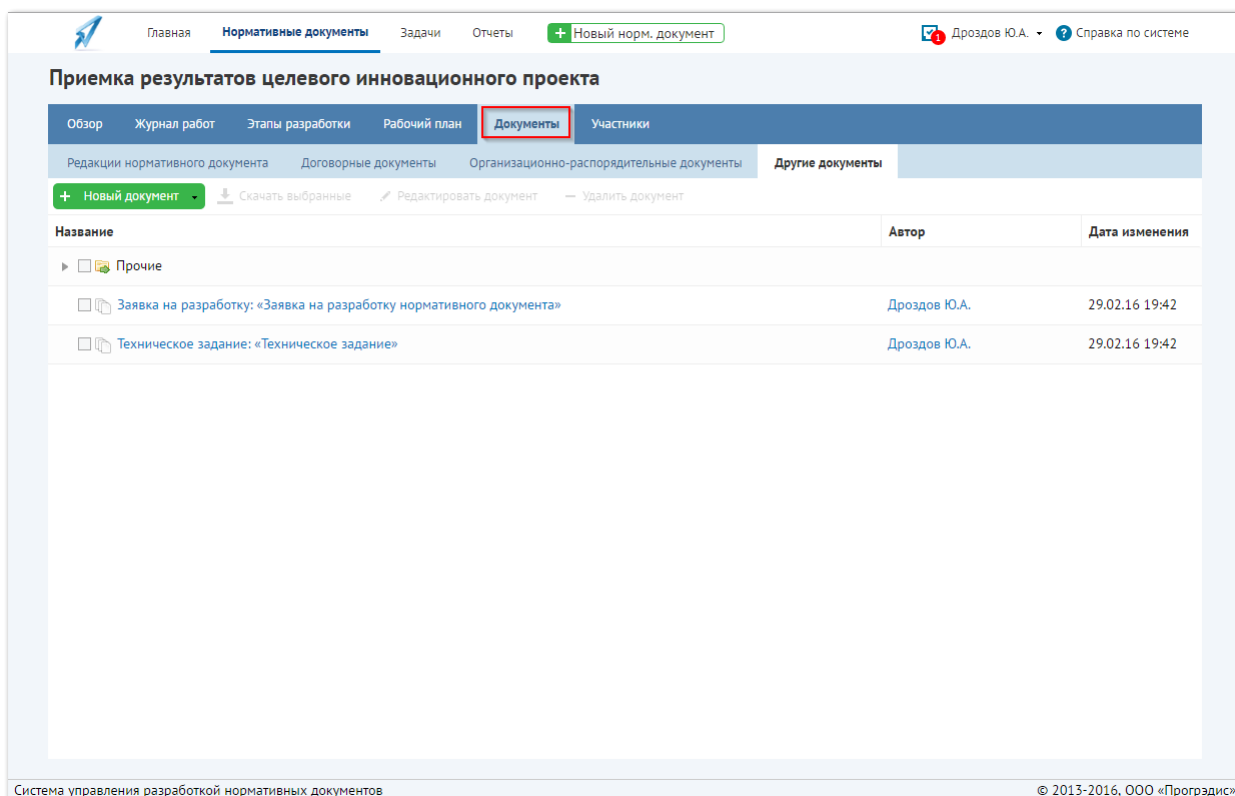 Главная Нормативные документы Задачи Отчеты + Новый норм. документ 1 Дроздов Ю.А. ? Справка по системе
Приемка результатов целевого инновационного проекта
Обзор Журнал работ Этапы разработки Рабочий план Документы Участники
Редакции нормативного документа Договорные документы Организационно-распорядительные документы Другие документы
+ Новый документ Скачать выбранные Редактировать документ — Удалить документ
Название Автор Дата изменения
Прочие
Заявка на разработку: «Заявка на разработку нормативного документа» Дроздов Ю.А. 29.02.16 19:42
Техническое задание: «Техническое задание» Дроздов Ю.А. 29.02.16 19:42
Система управления разработкой нормативных документов © 2013-2016, ООО «Прогрэдис»